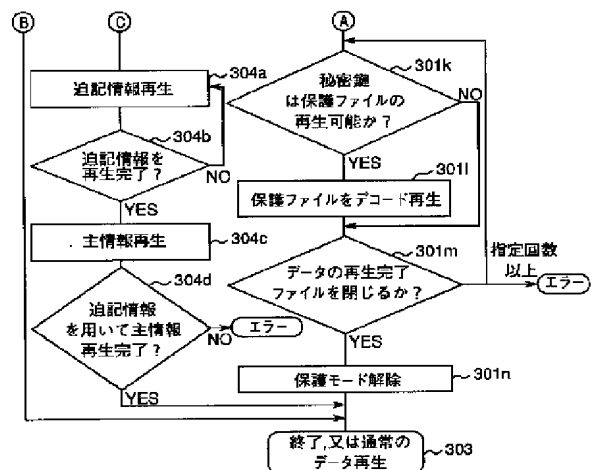 B
C
A
304a
追記情報再生
301k
秘密鍵
は保護ファイルの
再生可能か？
NO
YES
304b
追記情報を
再生完了？
NO
YES
301l
保護ファイルをデコード再生
主情報再生
304c
301m
データの再生完了
ファイルを閉じるか？
指定回数
以上
エラー
YES
304d
追記情報
を用いて主情報
再生完了？
NO
エラー
YES
保護モード解除
301n
終了,又は通常の
データ再生
303